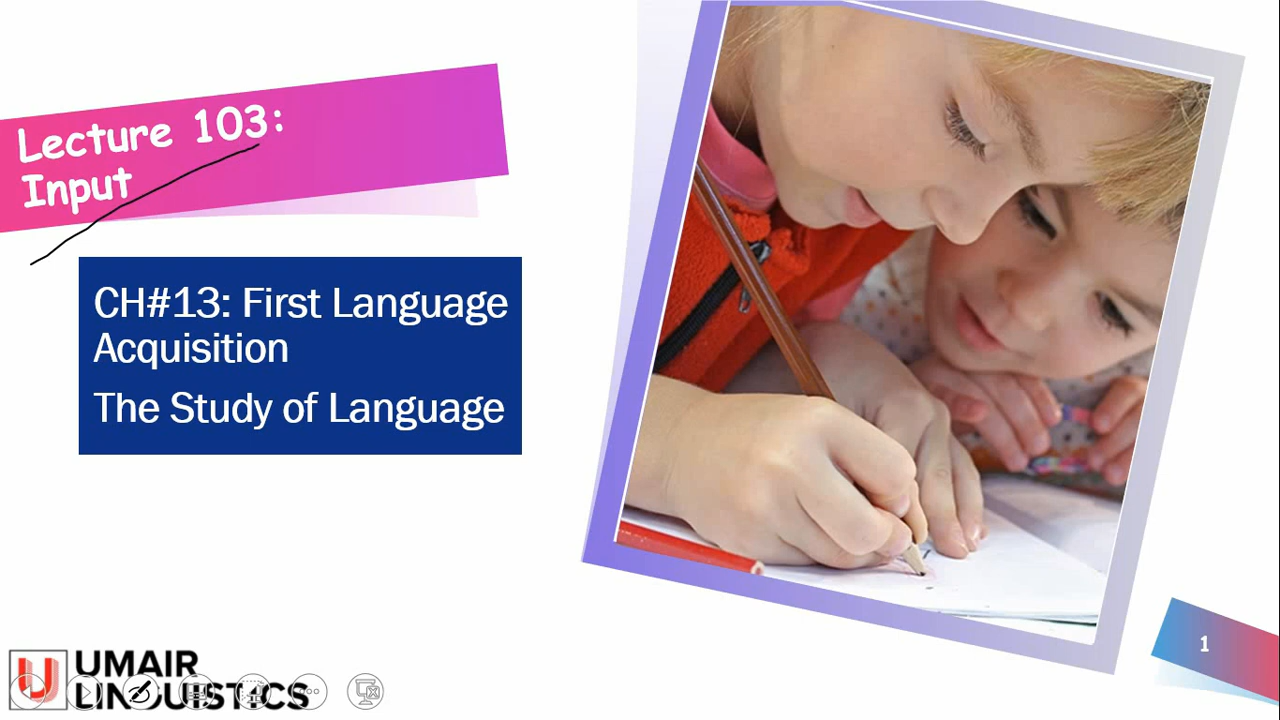 Lecture 103:
Input
CH#13: First Language
Acquisition
The Study of Language
1
U UMAIR
LINGUISTICS